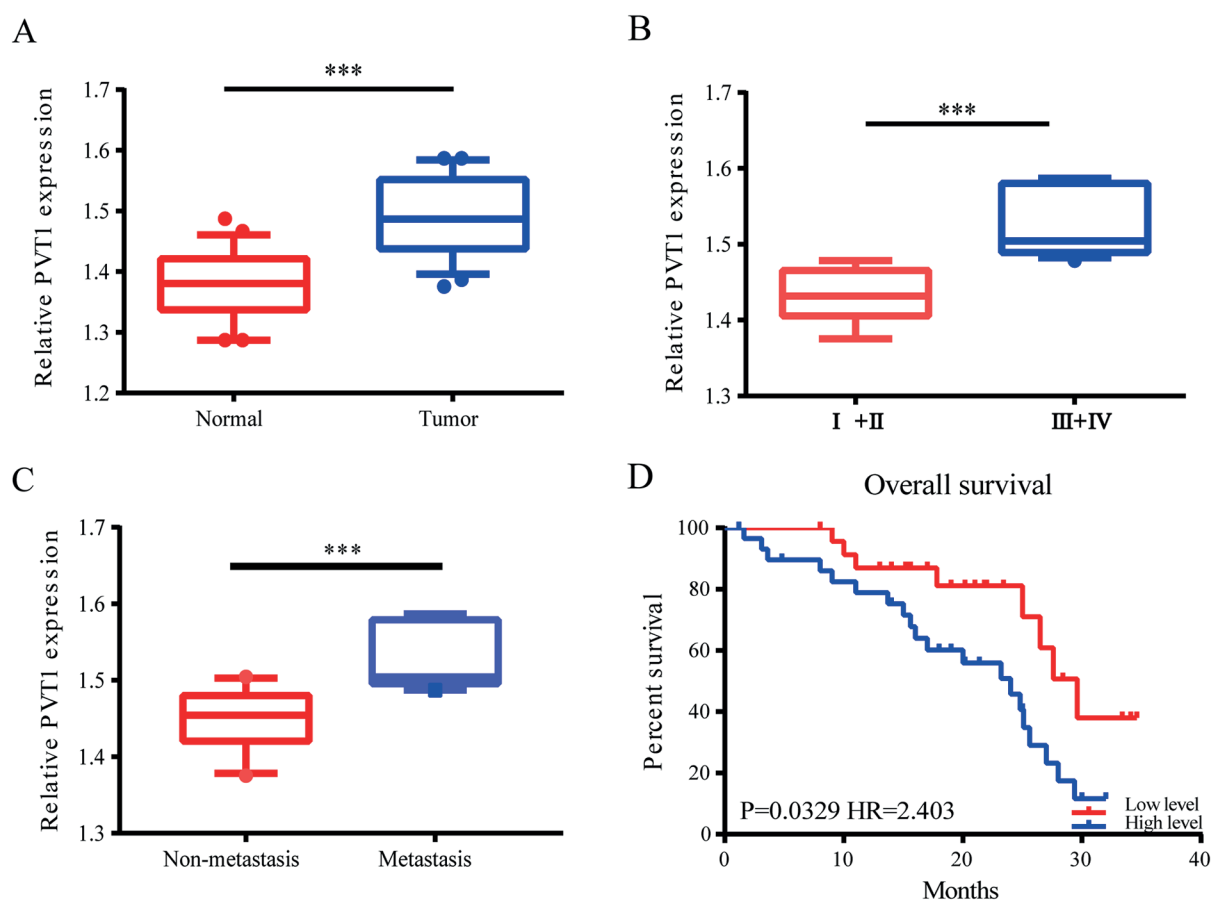 A
***
Relative PVT1 expression
1.7
1.6
1.5
1.4
1.3
1.2
Normal Tumor
B
***
Relative PVT1 expression
1.7
1.6
1.5
1.4
1.3
I +II III+IV
C
***
Relative PVT1 expression
1.7
1.6
1.5
1.4
1.3
Non-metastasis Metastasis
D
Overall survival
Percent survival
100
80
60
40
20
0
P=0.0329 HR=2.403
Low level
High level
0 10 20 30 40
Months